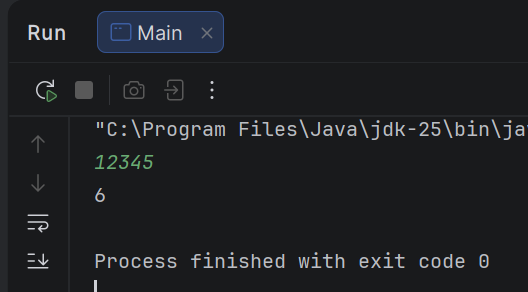 Run
Main
"C:\Program Files\Java\jdk-25\bin\ja
12345
6
Process finished with exit code 0